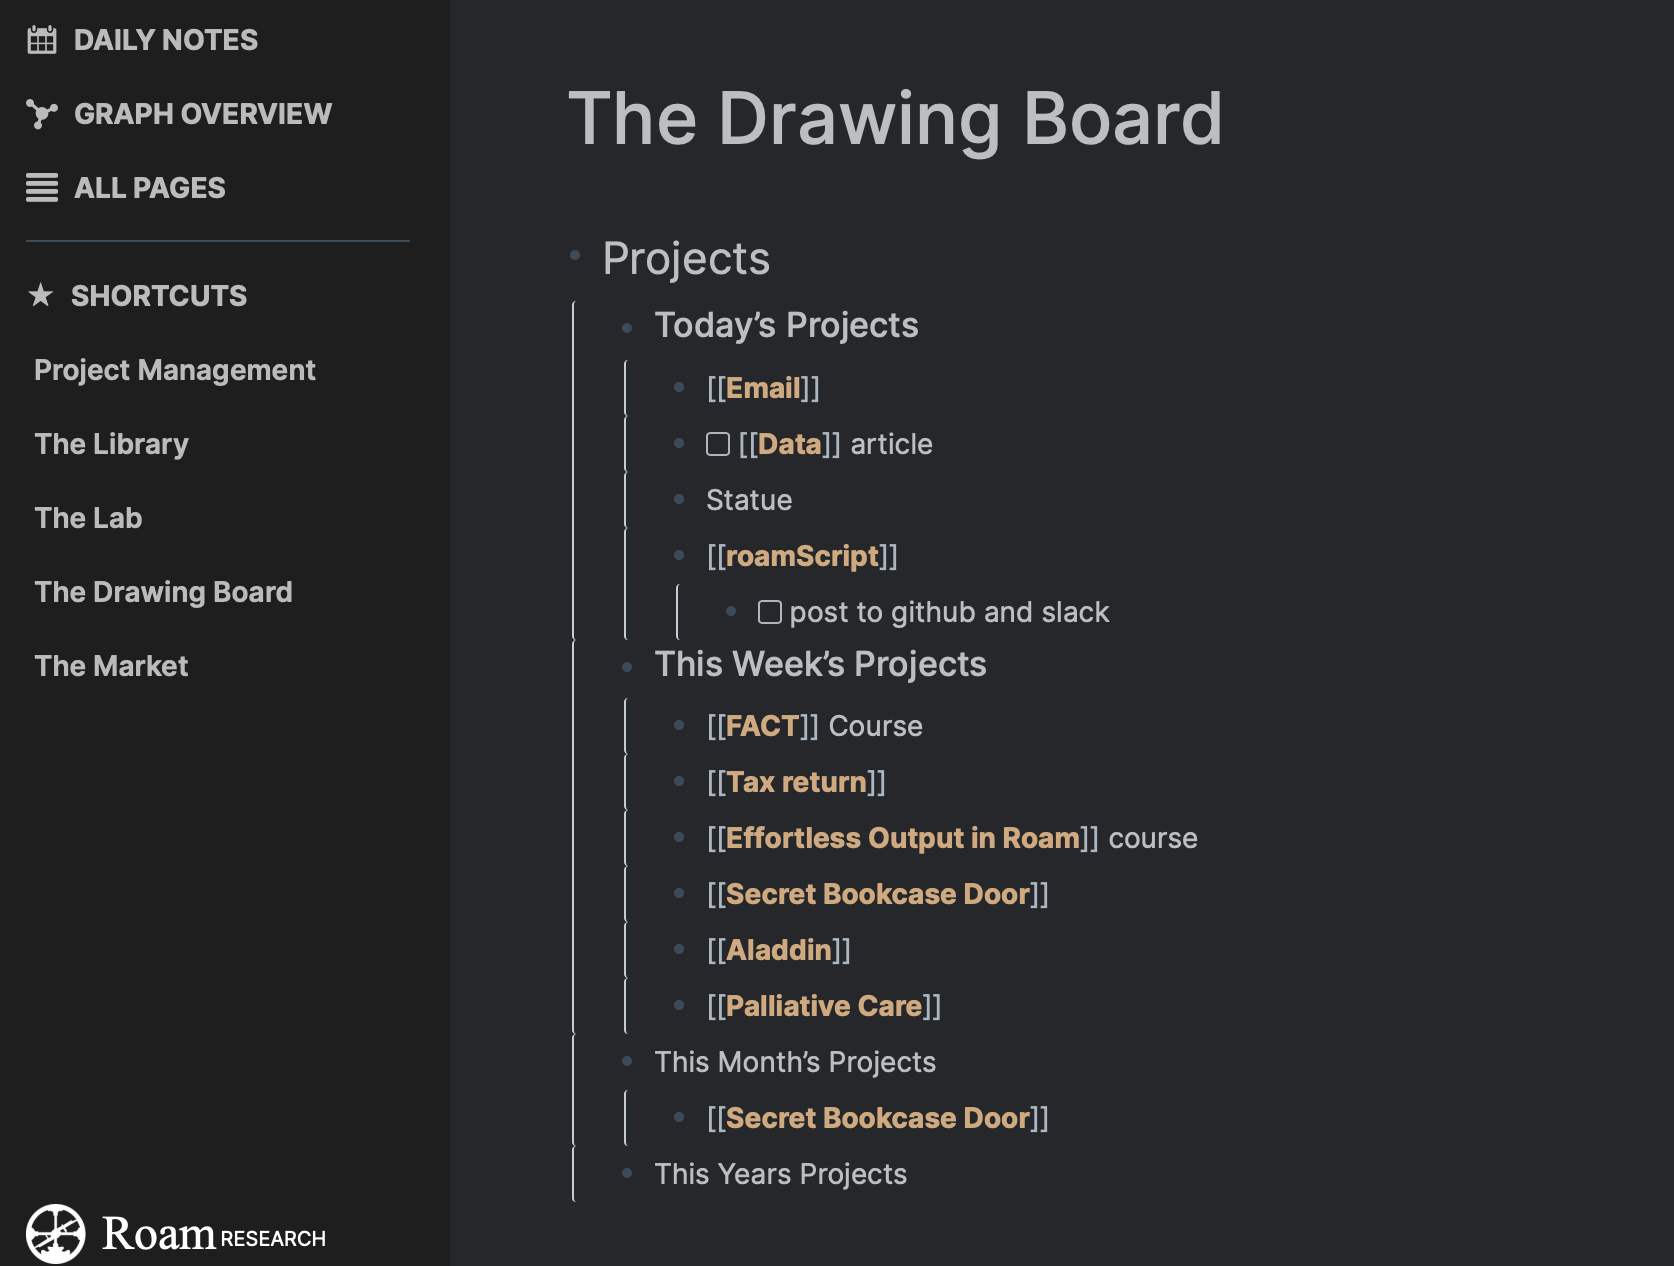 DAILY NOTES
GRAPH OVERVIEW
ALL PAGES
★ SHORTCUTS
Project Management
The Library
The Lab
The Drawing Board
The Market
Roam RESEARCH
The Drawing Board
Projects
Today’s Projects
[[Email]]
[[Data]] article
Statue
[[roamScript]]
post to github and slack
This Week’s Projects
[[FACT]] Course
[[Tax return]]
[[Effortless Output in Roam]] course
[[Secret Bookcase Door]]
[[Aladdin]]
[[Palliative Care]]
This Month’s Projects
[[Secret Bookcase Door]]
This Years Projects